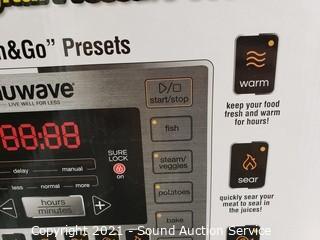 n&Go" Presets
nuwave
LIVE WELL FOR LESS
88:88
start/stop
fish
SURE LOCK
on
delay manual
less normal more
steam/
veggies
hours
minutes
potatoes
bake
warm
keep your food
fresh and warm
for hours!
sear
quickly sear your
meat to seal in
the juices!
Copyright 2021 - Sound Auction Service